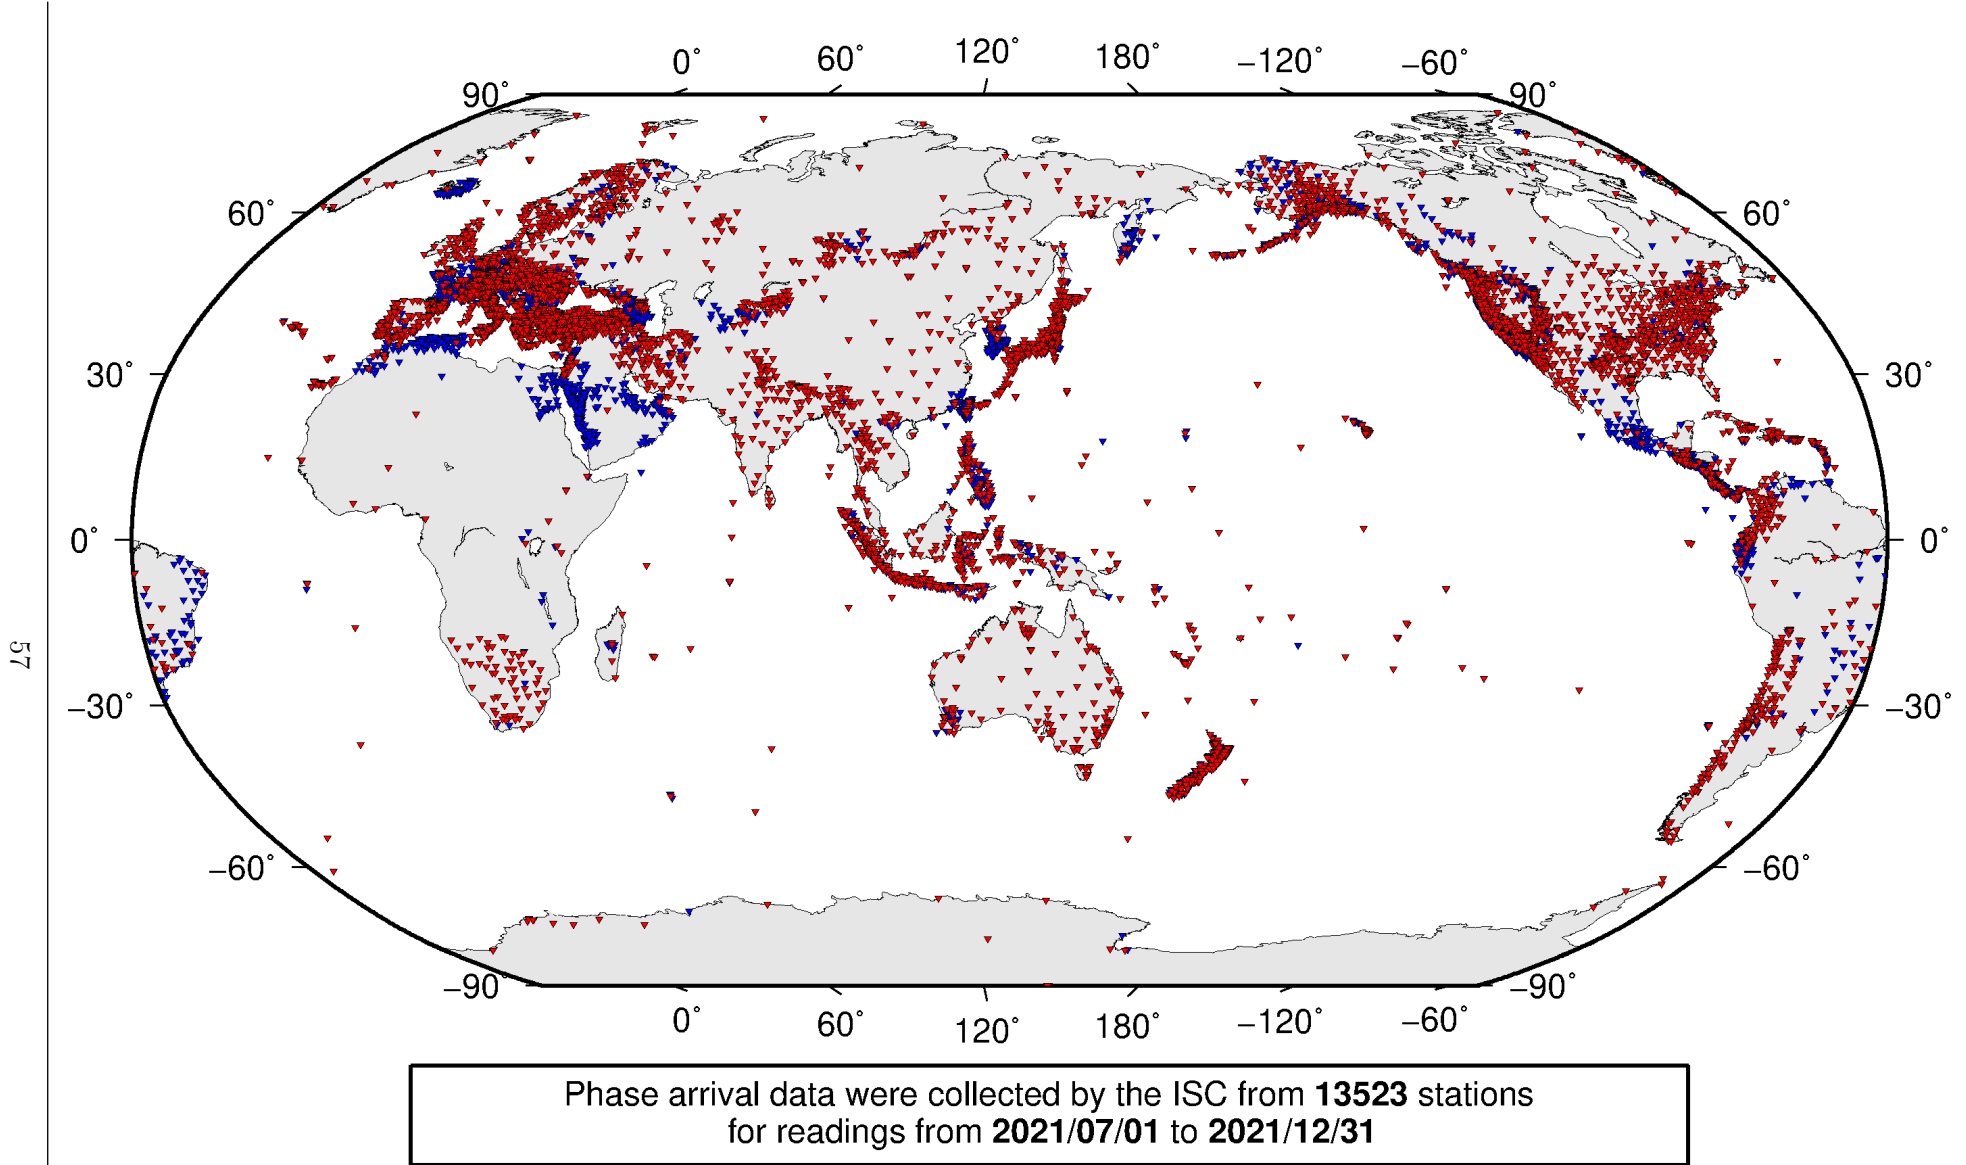 0° 60° 120° 180° −120° −60°
90° 90°
60° 60°
30° 30°
0° 0°
−30° −30°
−60° −60°
−90° −90°
0° 60° 120° 180° −120° −60°
Phase arrival data were collected by the ISC from 13523 stations
for readings from 2021/07/01 to 2021/12/31
57